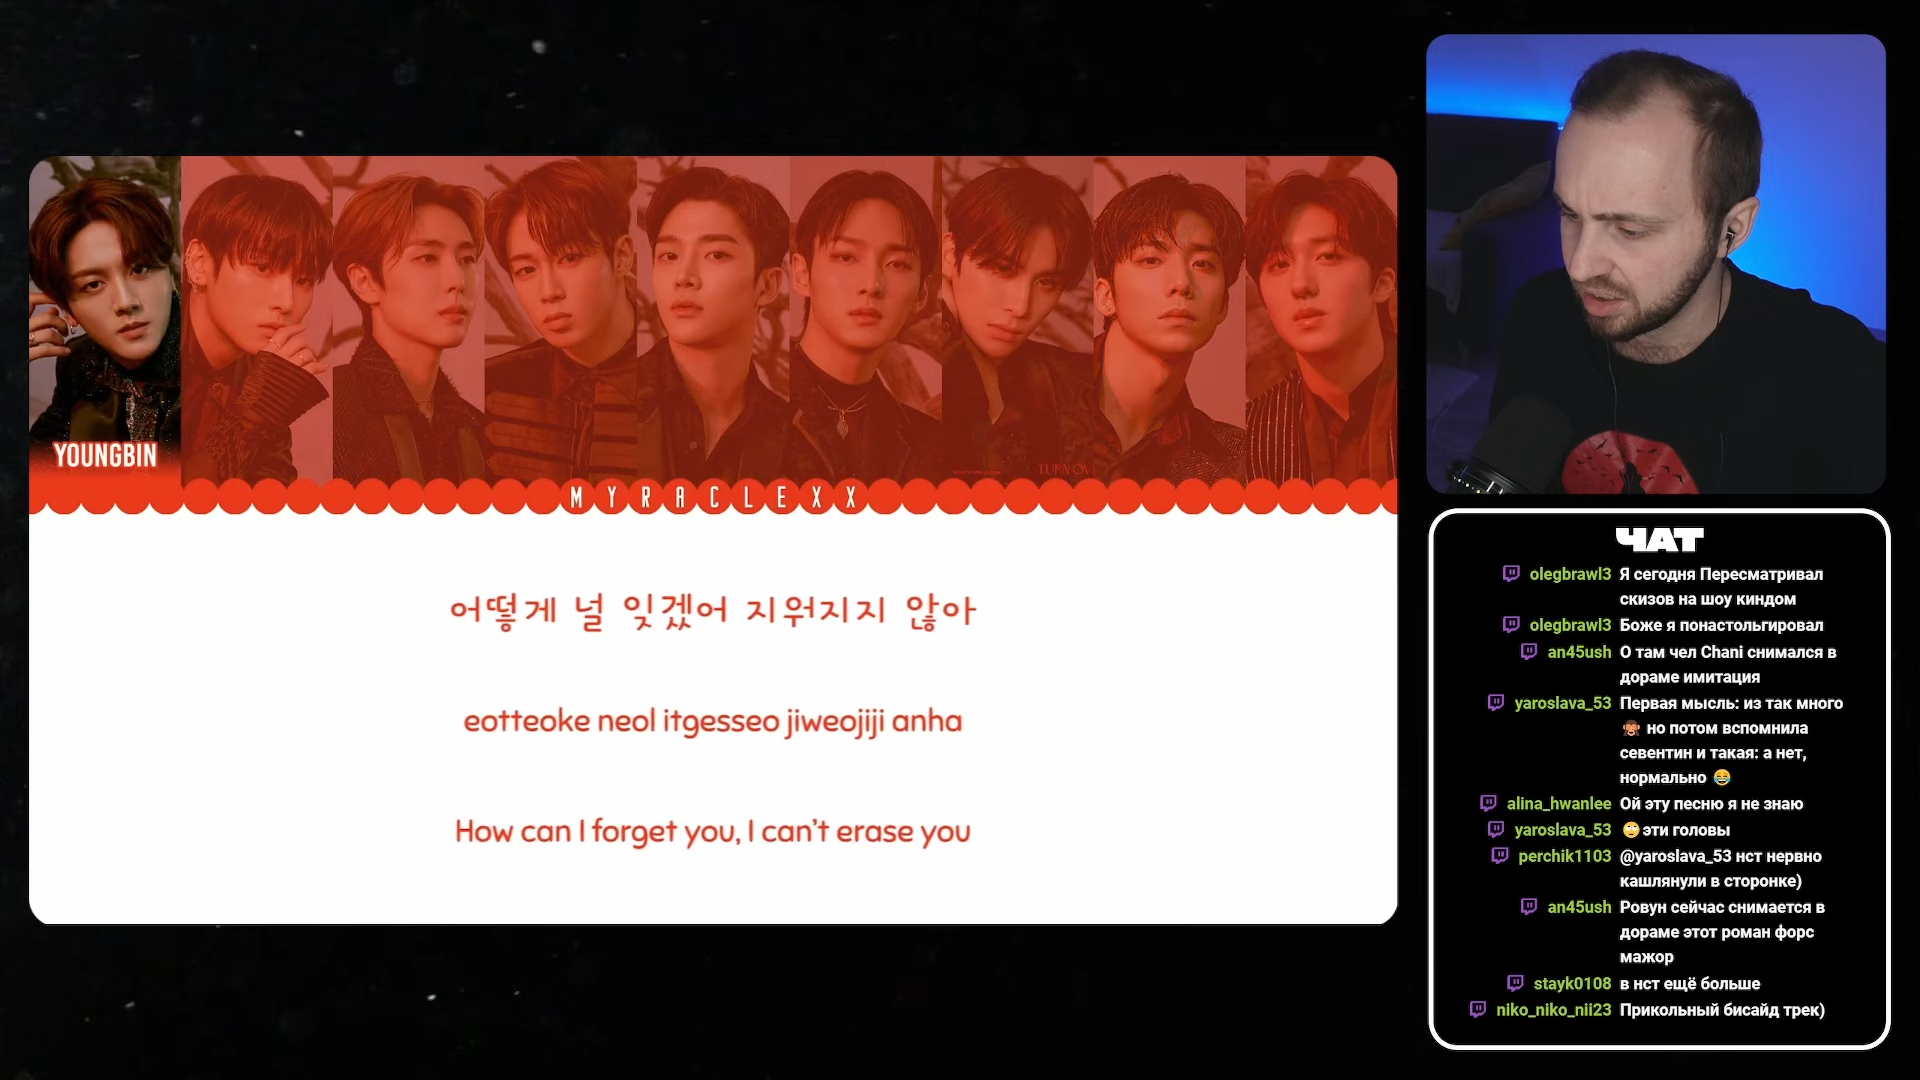 YOUNGBIN
TURN OV
MYRACLEXX
어떻게 널 잊겠어 지워지지 않아
eotteoke neol itgesseo jiweojiji anha
How can I forget you, I can't erase you
ЧАТ
olegbrawl3 Я сегодня Пересматривал
скизов на шоу киндом
olegbrawl3 Боже я понастольгировал
an45ush О там чел Chani снимался в
дораме имитация
yaroslava_53 Первая мысль: из так много
🙊 но потом вспомнила
севентин и такая: а нет,
нормально 😂
alina_hwanlee Ой эту песню я не знаю
yaroslava_53 🙄эти головы
perchik1103 @yaroslava_53 нст нервно
кашлянули в сторонке)
an45ush Ровун сейчас снимается в
дораме этот роман форс
мажор
stayk0108 в нст ещё больше
niko_niko_nii23 Прикольный бисайд трек)